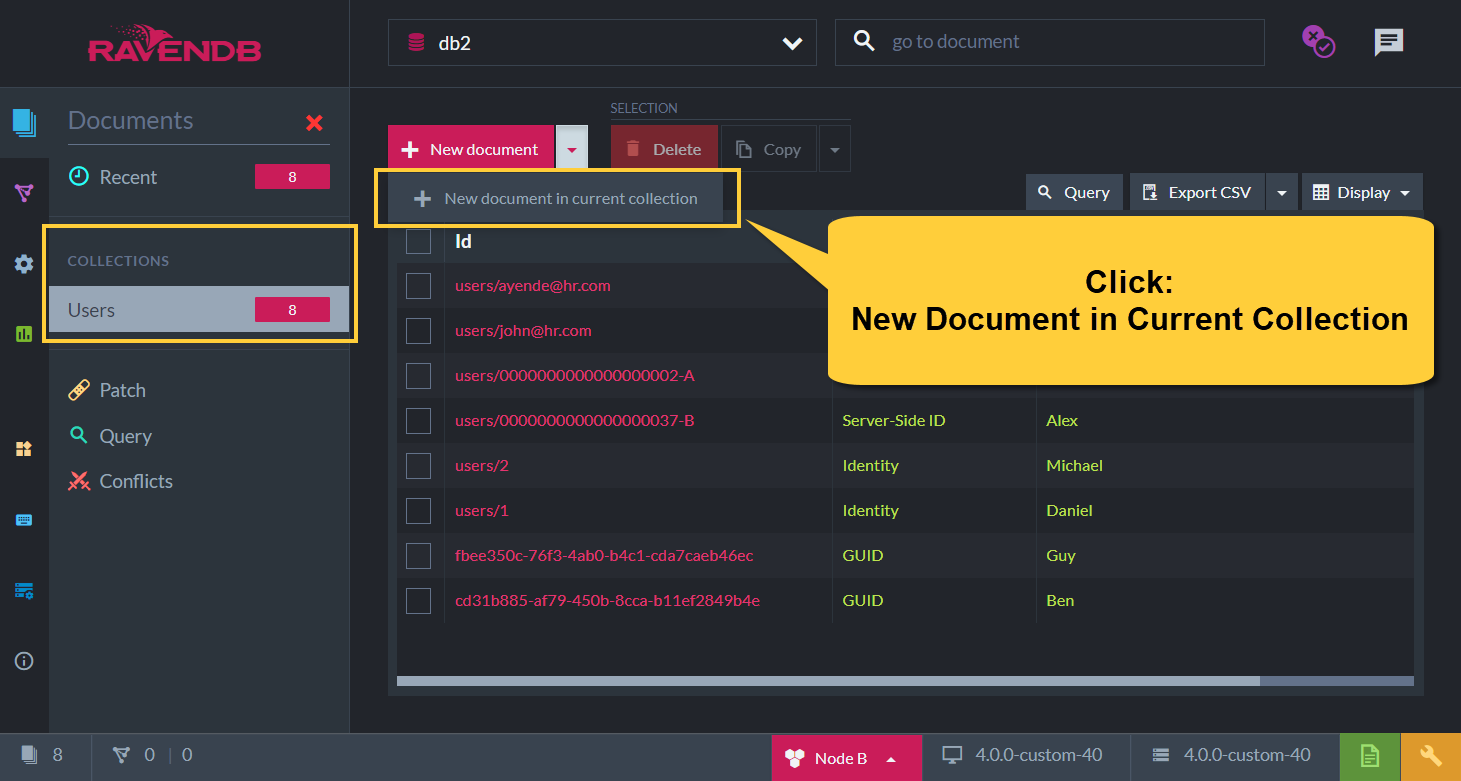 RAVENDB
db2
go to document
Documents
Recent 8
COLLECTIONS
Users 8
Patch
Query
Conflicts
SELECTION
New document
Delete
Copy
New document in current collection
Query
Export CSV
Display
Click:
New Document in Current Collection
Id
users/ayende@hr.com
users/john@hr.com
users/0000000000000000002-A
users/0000000000000000037-B Server-Side ID Alex
users/2 Identity Michael
users/1 Identity Daniel
fbee350c-76f3-4ab0-b4c1-cda7caeb46ec GUID Guy
cd31b885-af79-450b-8cca-b11ef2849b4e GUID Ben
8
0 | 0
Node B
4.0.0-custom-40
4.0.0-custom-40